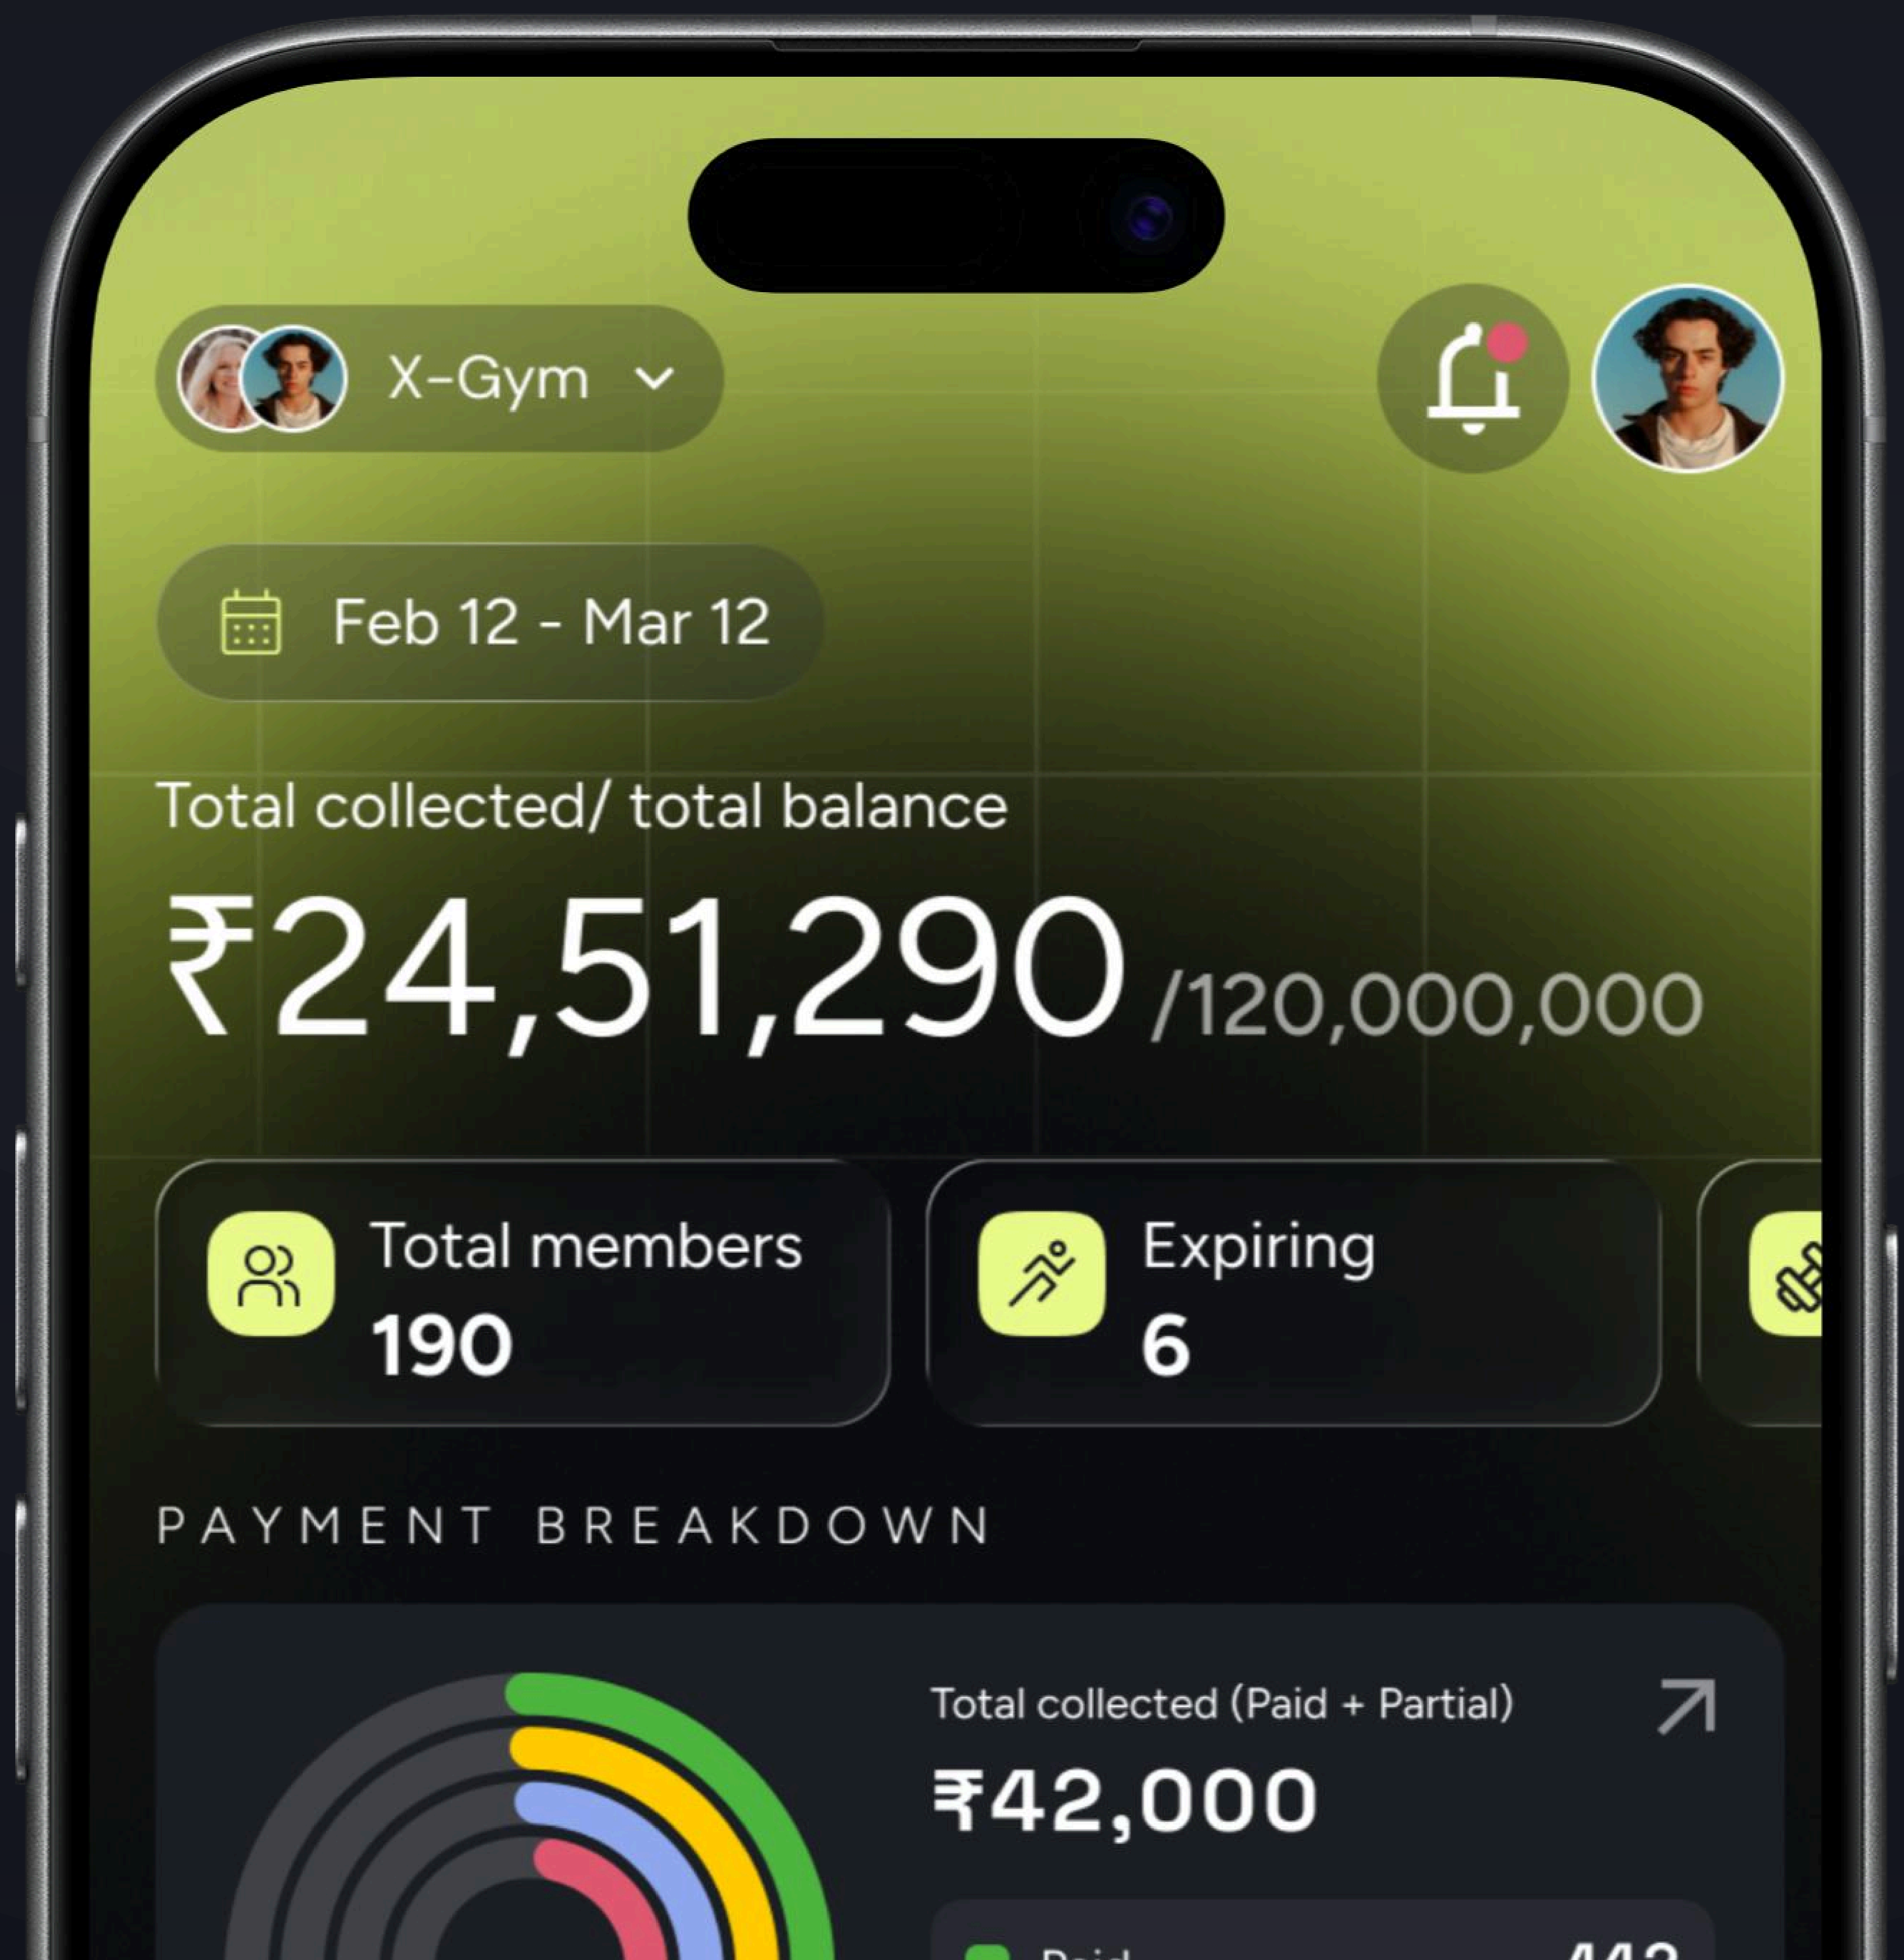 X-Gym
Feb 12 - Mar 12
Total collected/ total balance
₹24,51,290 /120,000,000
Total members
190
Expiring
6
PAYMENT BREAKDOWN
Total collected (Paid + Partial)
₹42,000
Paid